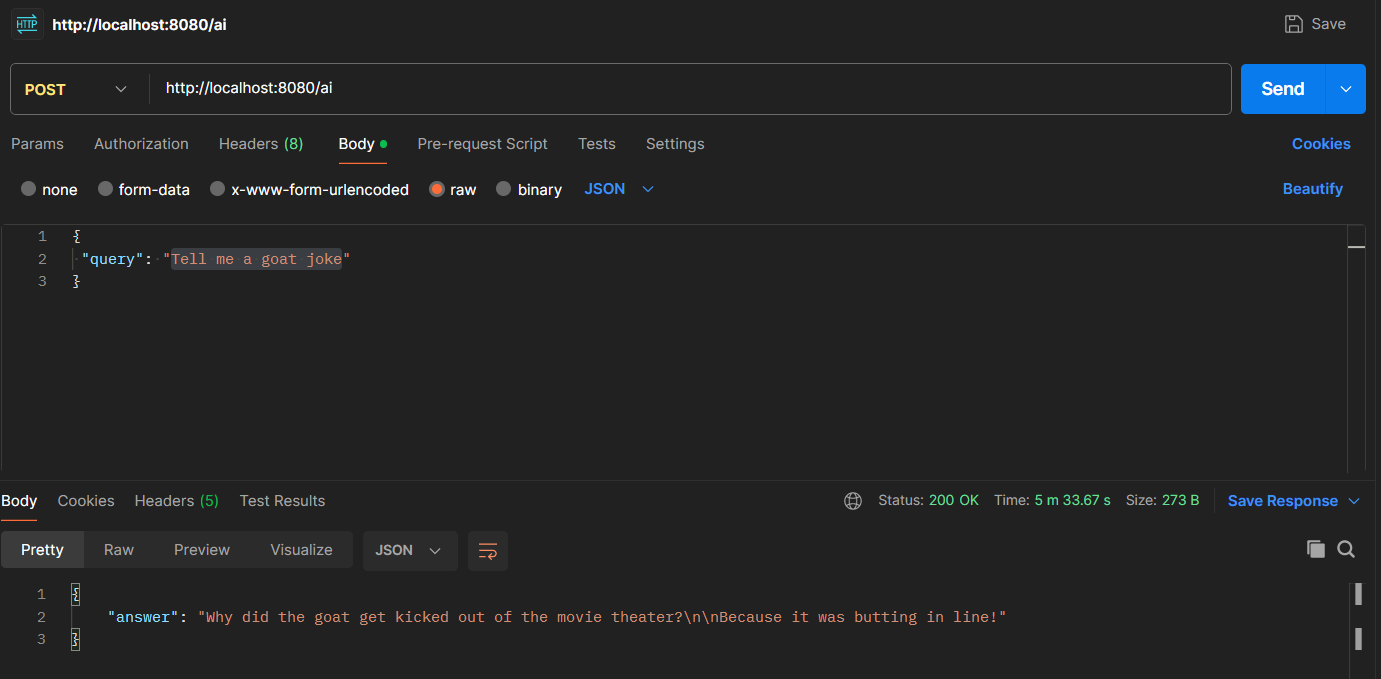 HTTP http://localhost:8080/ai Save
POST http://localhost:8080/ai Send
Params Authorization Headers (8) Body Pre-request Script Tests Settings Cookies
none form-data x-www-form-urlencoded raw binary JSON Beautify
1 {
2 "query": "Tell me a goat joke"
3 }
Body Cookies Headers (5) Test Results Status: 200 OK Time: 5 m 33.67 s Size: 273 B Save Response
Pretty Raw Preview Visualize JSON
1 {
2 "answer": "Why did the goat get kicked out of the movie theater?\n\nBecause it was butting in line!"
3 }